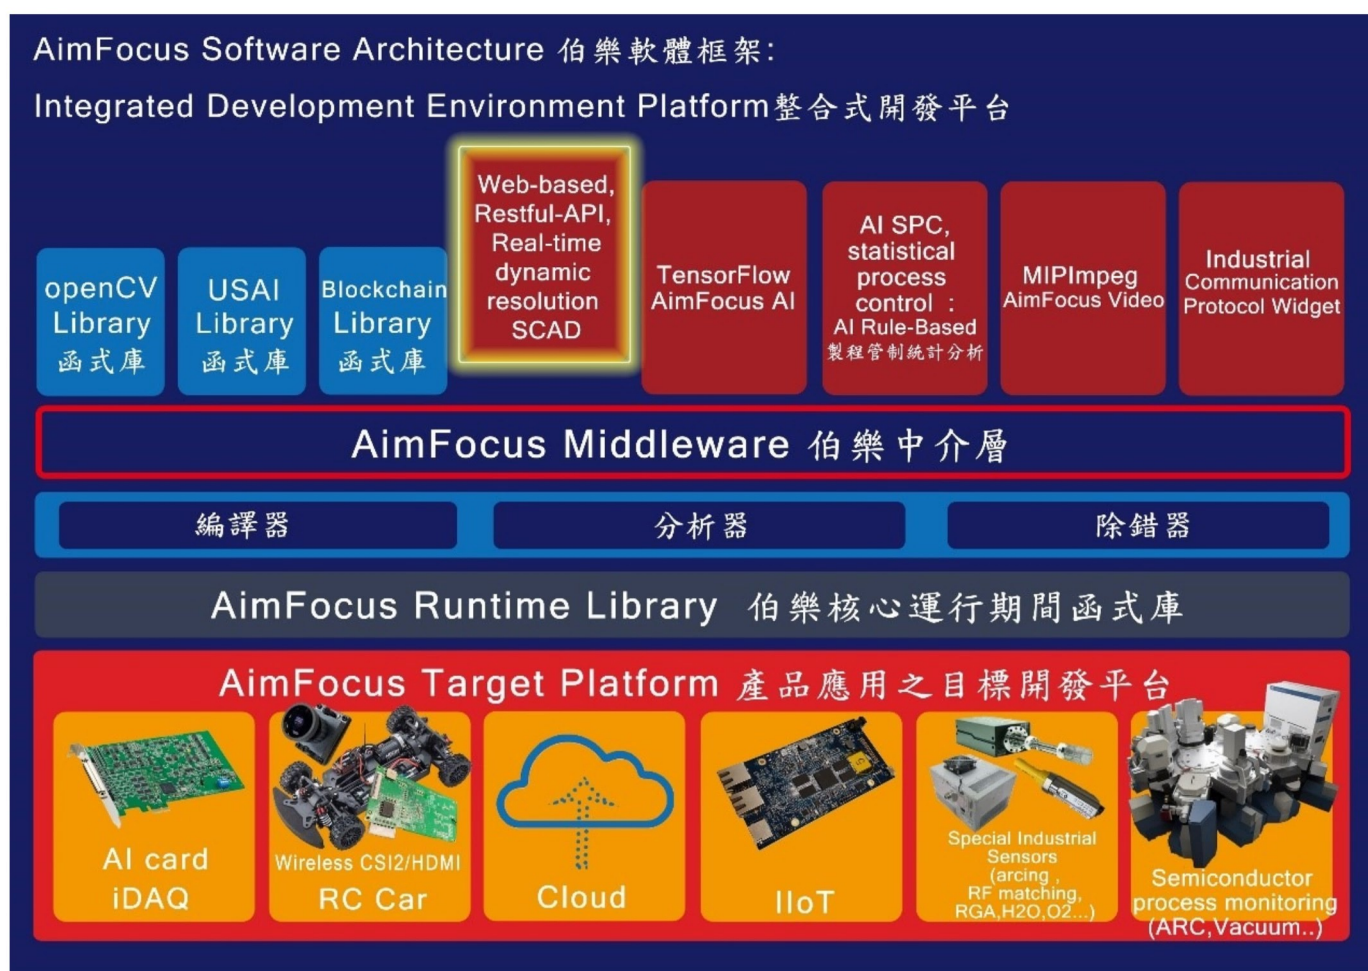 AimFocus Software Architecture 伯樂軟體框架:
Integrated Development Environment Platform整合式開發平台
openCV
Library
函式庫
USAI
Library
函式庫
Blockchain
Library
函式庫
Web-based,
Restful-API,
Real-time
dynamic
resolution
SCAD
TensorFlow
AimFocus AI
AI SPC,
statistical
process
control :
AI Rule-Based
製程管制統計分析
MIPImpeg
AimFocus Video
Industrial
Communication
Protocol Widget
AimFocus Middleware 伯樂中介層
編譯器
分析器
除錯器
AimFocus Runtime Library 伯樂核心運行期間函式庫
AimFocus Target Platform 產品應用之目標開發平台
AI card
iDAQ
Wireless CSI2/HDMI
RC Car
Cloud
IIoT
Special Industrial
Sensors
(arcing ,
RF matching,
RGA,H2O,O2...)
Semiconductor
process monitoring
(ARC,Vacuum..)